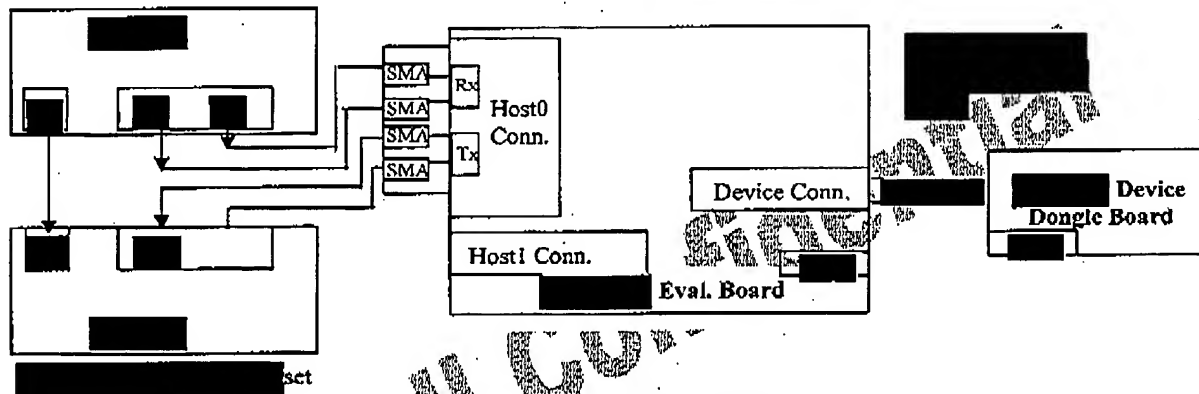 SMA
Rx
SMA
Host0
Conn.
SMA
Tx
SMA
Device Conn.
Device
Dongle Board
Host1 Conn.
Eval. Board
set